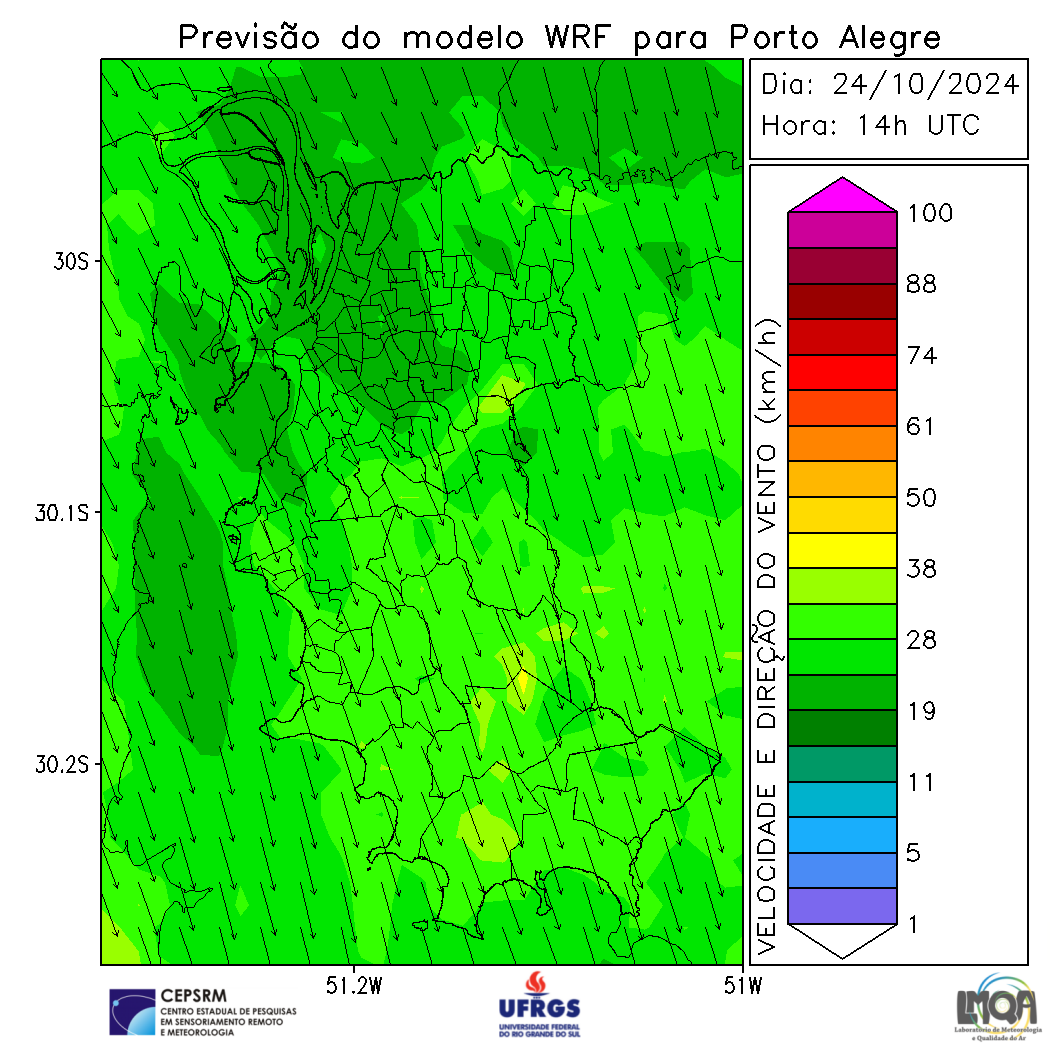 Previsão do modelo WRF para Porto Alegre
Dia: 24/10/2024
Hora: 14h UTC
30S
30.1S
30.2S
51.2W
51W
VELOCIDADE E DIREÇÃO DO VENTO (km/h)
100
88
74
61
50
38
28
19
11
5
1
CEPSRM
CENTRO ESTADUAL DE PESQUISAS
EM SENSORIAMENTO REMOTO
E METEOROLOGIA
UFRGS
UNIVERSIDADE FEDERAL
DO RIO GRANDE DO SUL
LMQA
Laboratório de Meteorologia
e Qualidade do Ar